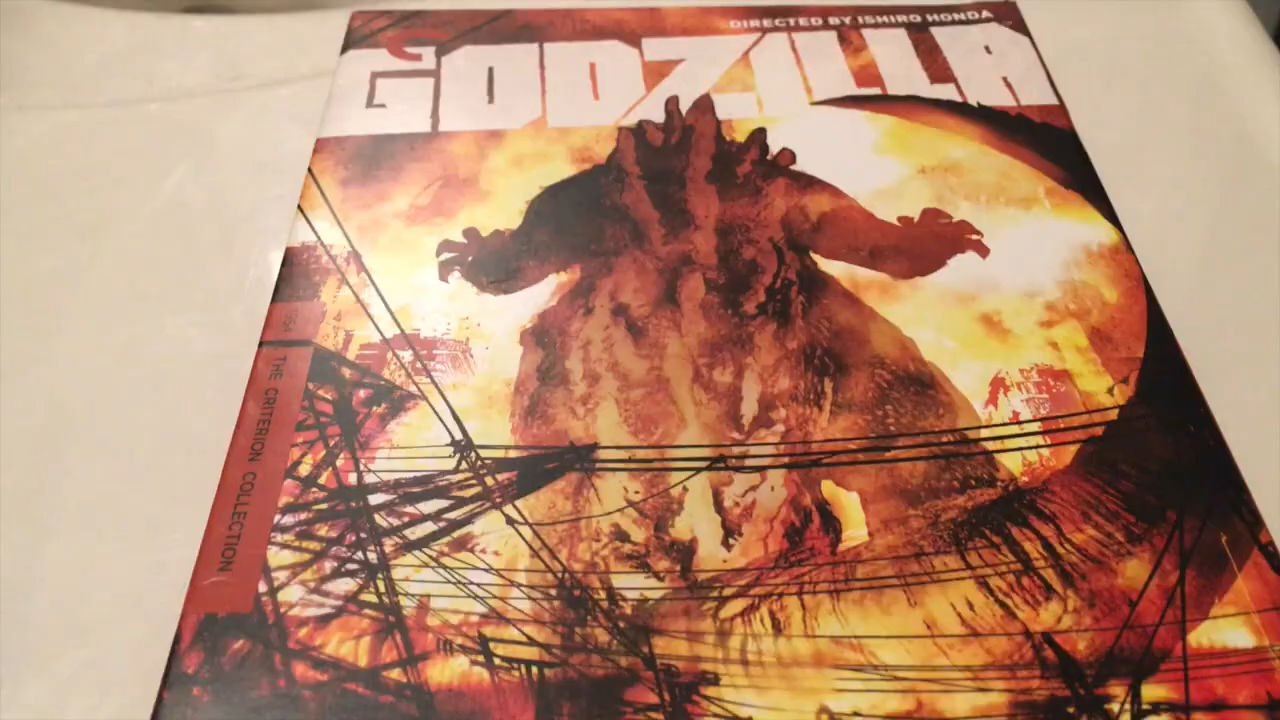 DIRECTED BY ISHIRO HONDA
GODZILLA
THE CRITERION COLLECTION